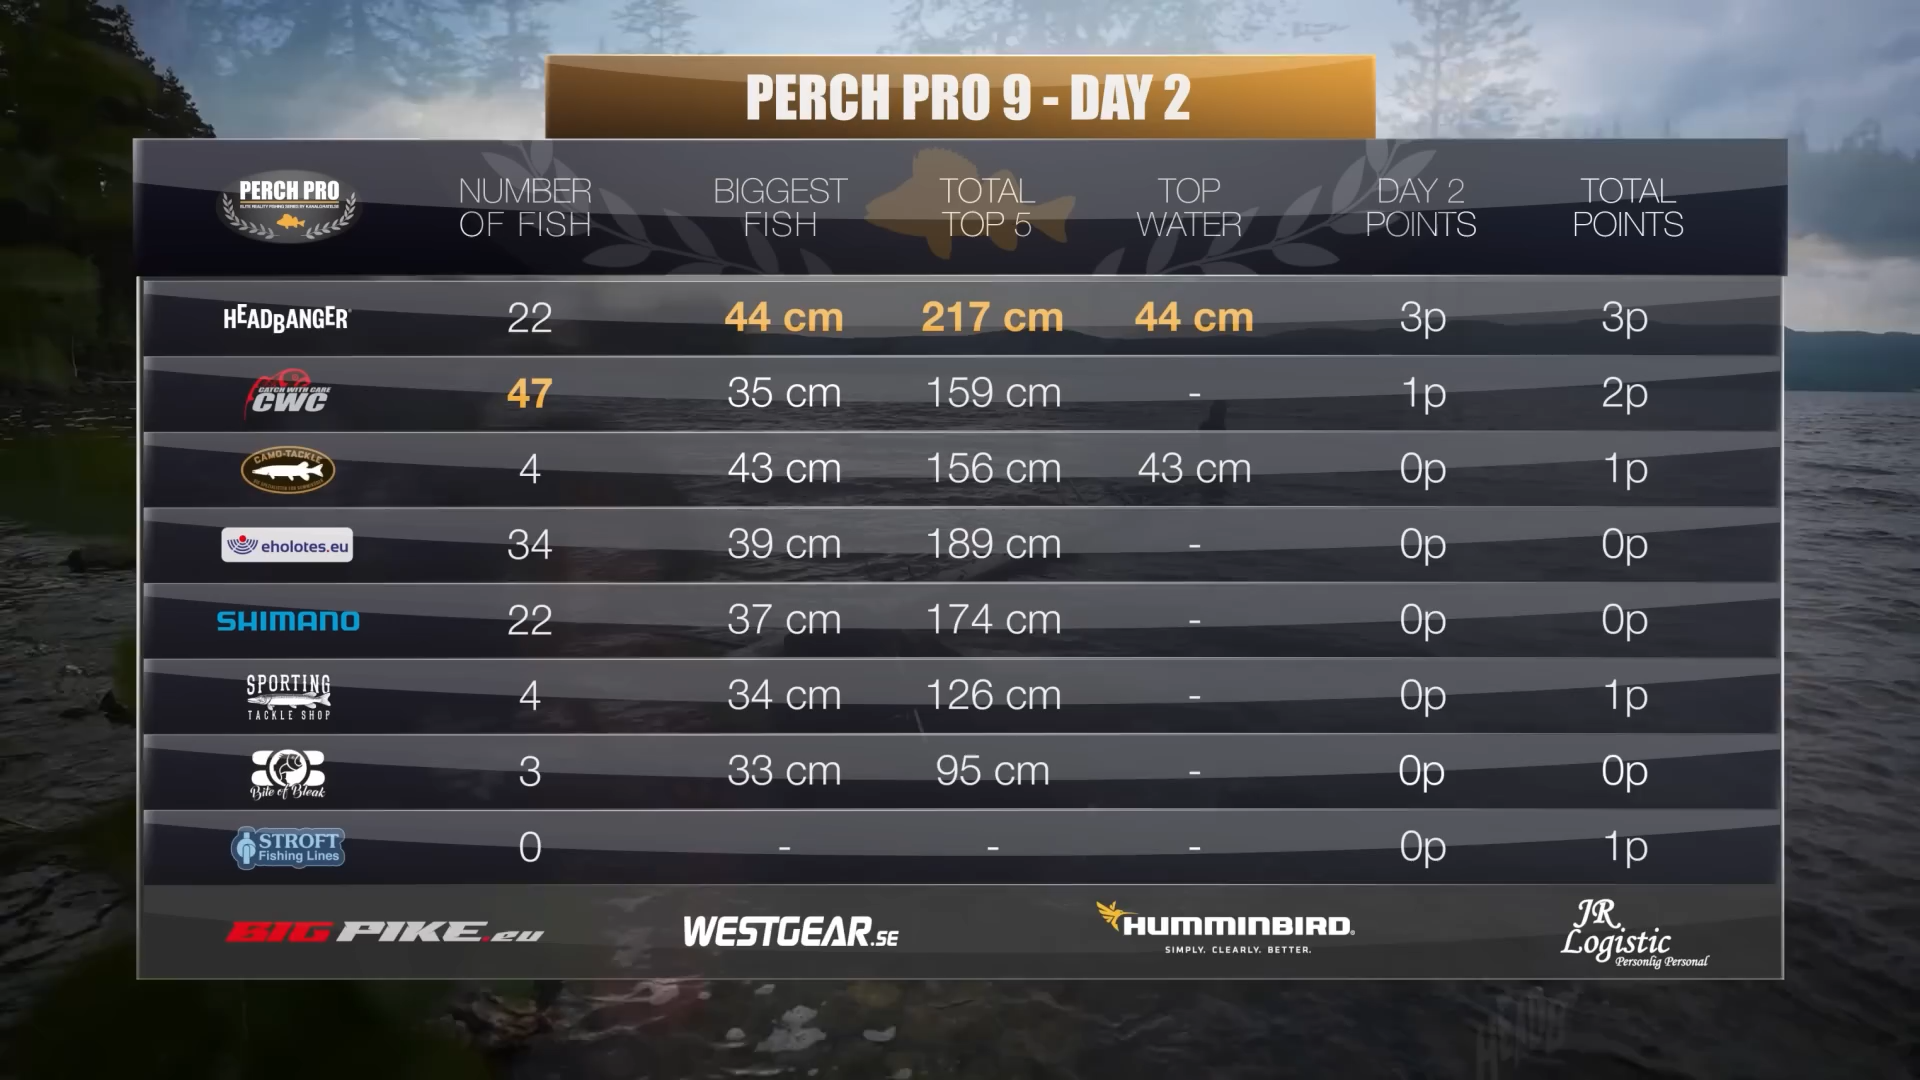 PERCH PRO 9 - DAY 2
PERCH PRO
NUMBER OF FISH
BIGGEST FISH
TOTAL TOP 5
TOP WATER
DAY 2 POINTS
TOTAL POINTS
HEADBANGER 22 44 cm 217 cm 44 cm 3p 3p
CATCH WITH CARE CWC 47 35 cm 159 cm - 1p 2p
CAMO-TACKLE 4 43 cm 156 cm 43 cm 0p 1p
eholotes.eu 34 39 cm 189 cm - 0p 0p
SHIMANO 22 37 cm 174 cm - 0p 0p
SPORTING TACKLE SHOP 4 34 cm 126 cm - 0p 1p
Bite of Bleak 3 33 cm 95 cm - 0p 0p
STROFT Fishing Lines 0 - - - 0p 1p
BIG PIKE.eu
WESTGEAR.SE
HUMMINBIRD
SIMPLY. CLEARLY. BETTER.
JR Logistic
Personlig Personal